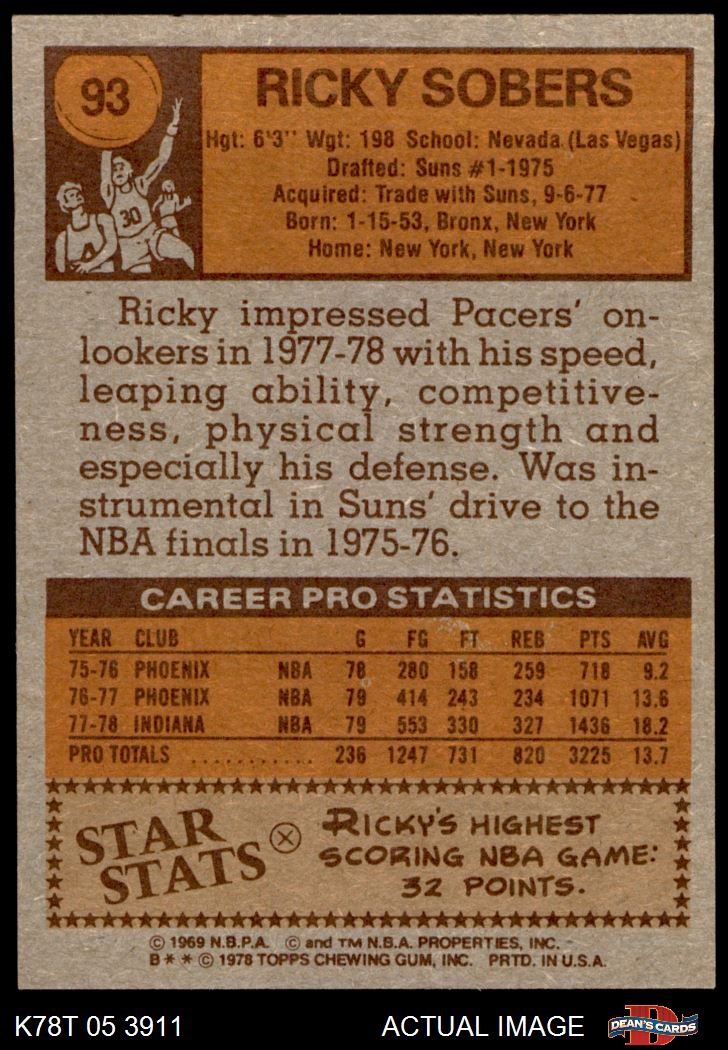 93
RICKY SOBERS
Hgt: 6'3" Wgt: 198 School: Nevada (Las Vegas)
Drafted: Suns #1-1975
Acquired: Trade with Suns, 9-6-77
Born: 1-15-53, Bronx, New York
Home: New York, New York
30
Ricky impressed Pacers' on-
lookers in 1977-78 with his speed,
leaping ability, competitive-
ness, physical strength and
especially his defense. Was in-
strumental in Suns' drive to the
NBA finals in 1975-76.
CAREER PRO STATISTICS
YEAR CLUB G FG FT REB PTS AVG
75-76 PHOENIX NBA 78 280 158 259 718 9.2
76-77 PHOENIX NBA 79 414 243 234 1071 13.6
77-78 INDIANA NBA 79 553 330 327 1436 18.2
PRO TOTALS ........... 236 1247 731 820 3225 13.7
STAR STATS
RICKY'S HIGHEST
SCORING NBA GAME:
32 POINTS.
© 1969 N.B.P.A. © and TM N.B.A. PROPERTIES, INC.
B * * © 1978 TOPPS CHEWING GUM, INC. PRTD. IN U.S.A.
K78T 05 3911 ACTUAL IMAGE D DEAN'S CARDS